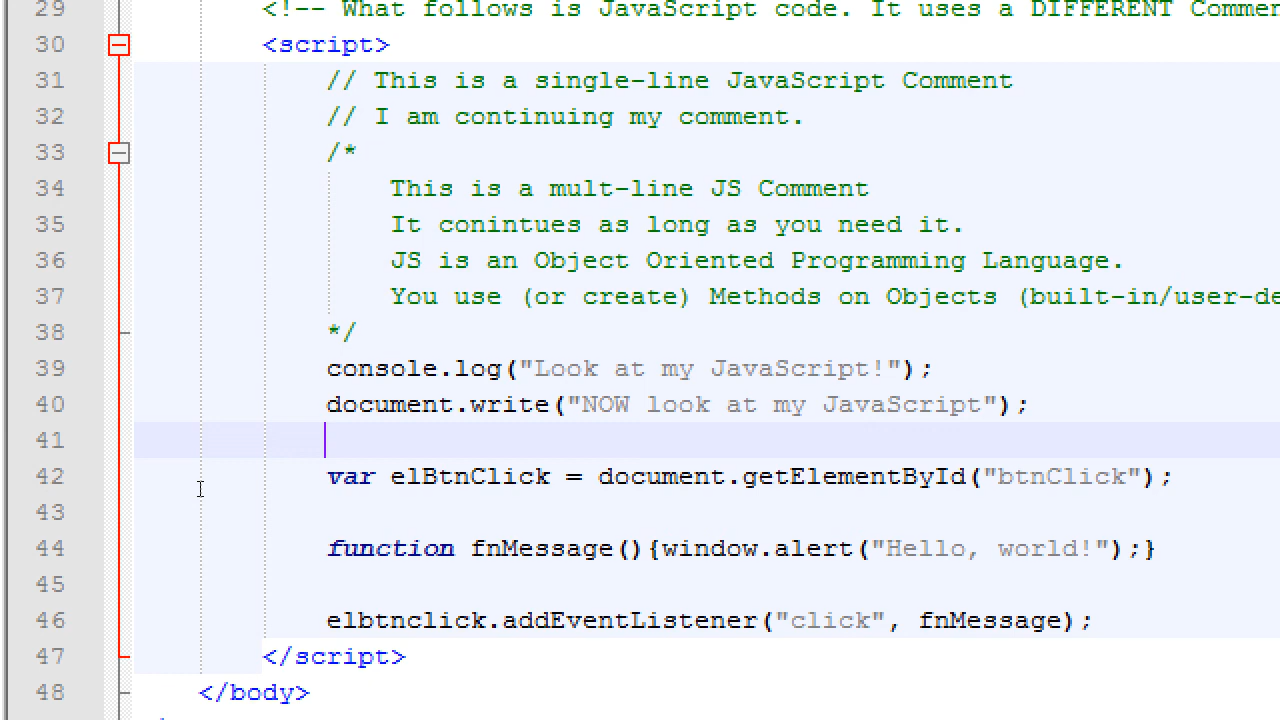 29 <!-- What follows is JavaScript code. It uses a DIFFERENT
30 <script>
31 // This is a single-line JavaScript Comment
32 // I am continuing my comment.
33 /*
34 This is a mult-line JS Comment
35 It conintues as long as you need it.
36 JS is an Object Oriented Programming Language.
37 You use (or create) Methods on Objects (built-in/user-de
38 */
39 console.log("Look at my JavaScript!");
40 document.write("NOW look at my JavaScript");
41
42 var elBtnClick = document.getElementById("btnClick");
43
44 function fnMessage(){window.alert("Hello, world!");}
45
46 elbtnclick.addEventListener("click", fnMessage);
47 </script>
48 </body>